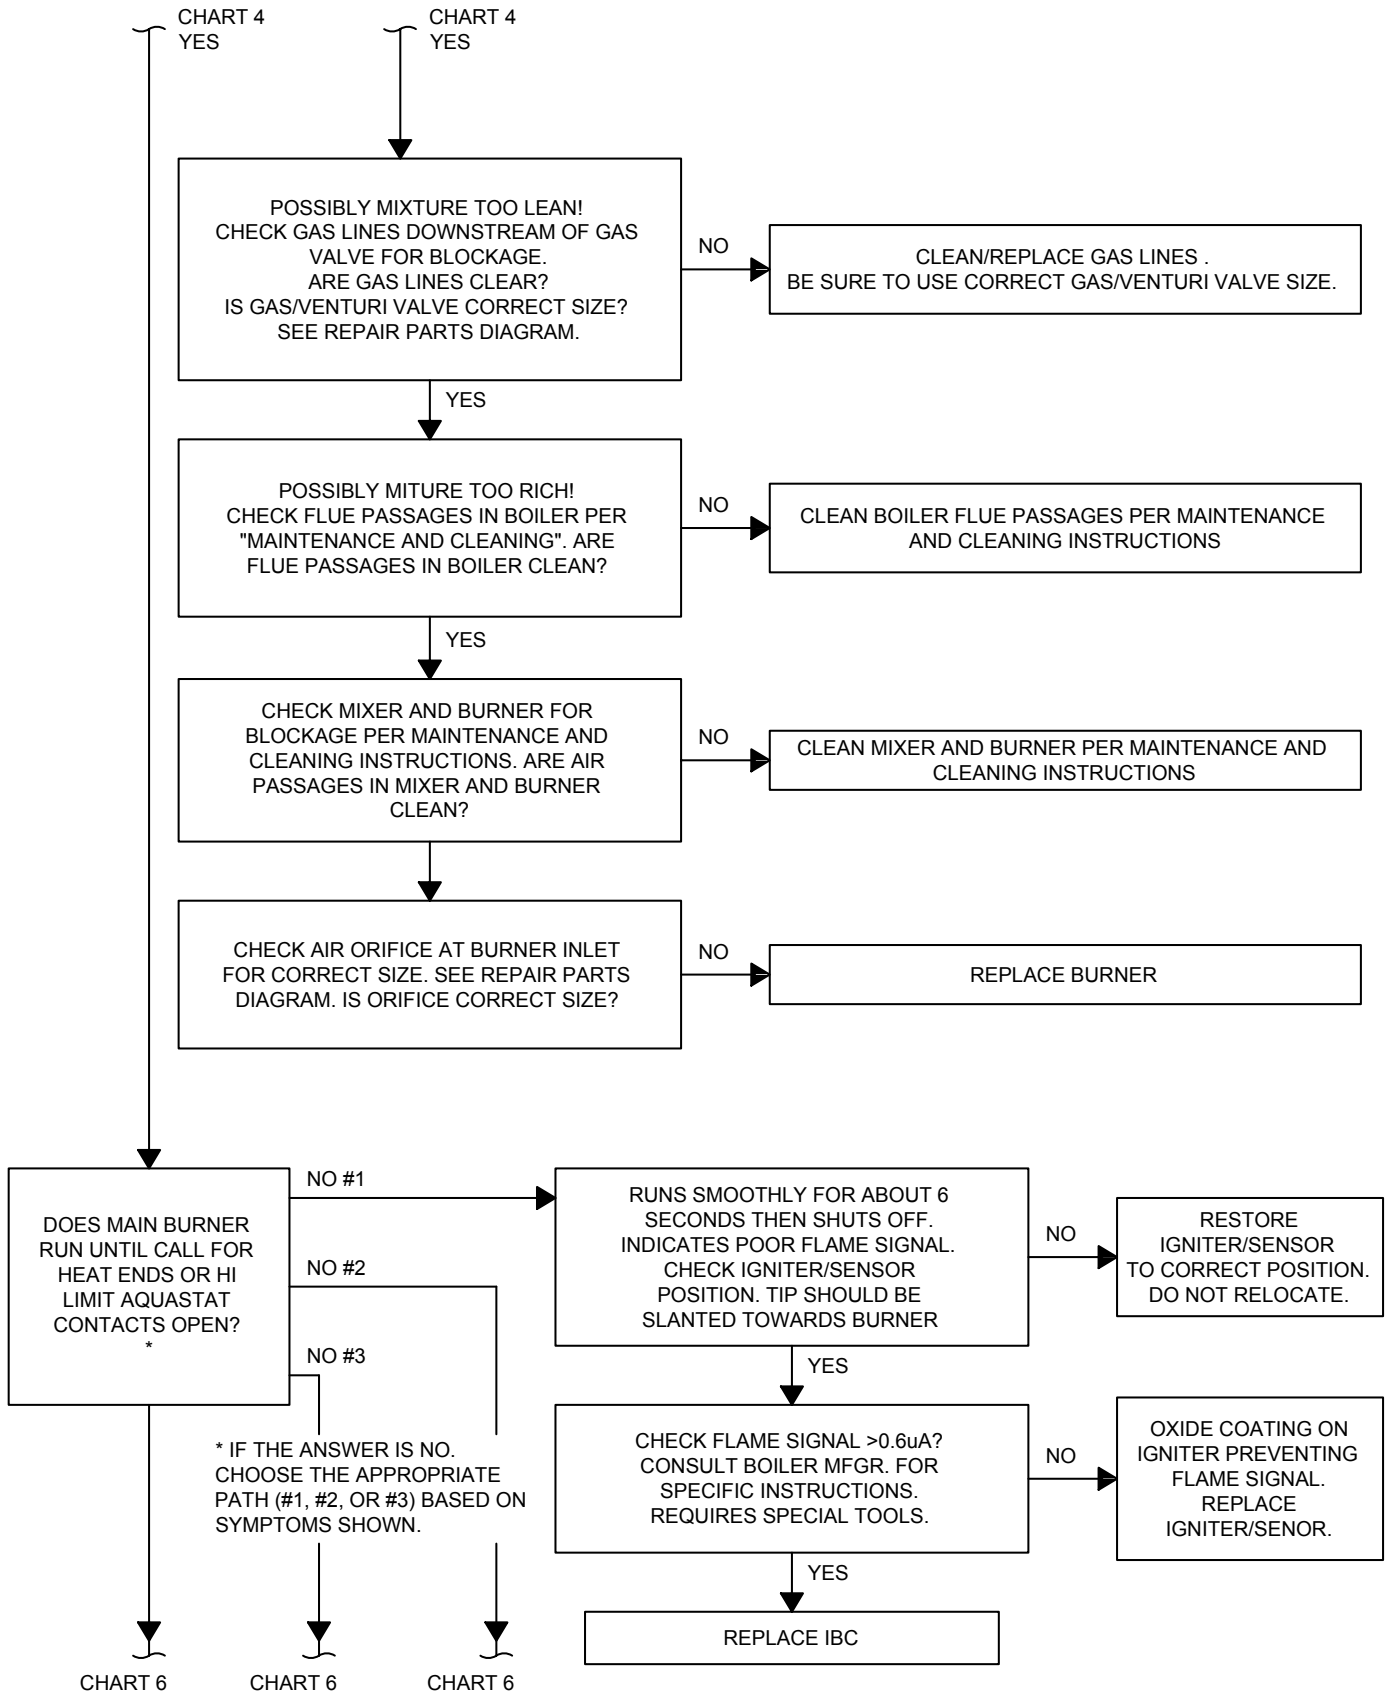 CHART 4
YES
CHART 4
YES
POSSIBLY MIXTURE TOO LEAN!
CHECK GAS LINES DOWNSTREAM OF GAS
VALVE FOR BLOCKAGE.
ARE GAS LINES CLEAR?
IS GAS/VENTURI VALVE CORRECT SIZE?
SEE REPAIR PARTS DIAGRAM.
NO
CLEAN/REPLACE GAS LINES .
BE SURE TO USE CORRECT GAS/VENTURI VALVE SIZE.
YES
POSSIBLY MITURE TOO RICH!
CHECK FLUE PASSAGES IN BOILER PER
"MAINTENANCE AND CLEANING". ARE
FLUE PASSAGES IN BOILER CLEAN?
NO
CLEAN BOILER FLUE PASSAGES PER MAINTENANCE
AND CLEANING INSTRUCTIONS
YES
CHECK MIXER AND BURNER FOR
BLOCKAGE PER MAINTENANCE AND
CLEANING INSTRUCTIONS. ARE AIR
PASSAGES IN MIXER AND BURNER
CLEAN?
NO
CLEAN MIXER AND BURNER PER MAINTENANCE AND
CLEANING INSTRUCTIONS
CHECK AIR ORIFICE AT BURNER INLET
FOR CORRECT SIZE. SEE REPAIR PARTS
DIAGRAM. IS ORIFICE CORRECT SIZE?
NO
REPLACE BURNER
DOES MAIN BURNER
RUN UNTIL CALL FOR
HEAT ENDS OR HI
LIMIT AQUASTAT
CONTACTS OPEN?
*
NO #1
NO #2
NO #3
RUNS SMOOTHLY FOR ABOUT 6
SECONDS THEN SHUTS OFF.
INDICATES POOR FLAME SIGNAL.
CHECK IGNITER/SENSOR
POSITION. TIP SHOULD BE
SLANTED TOWARDS BURNER
NO
RESTORE
IGNITER/SENSOR
TO CORRECT POSITION.
DO NOT RELOCATE.
YES
* IF THE ANSWER IS NO.
CHOOSE THE APPROPRIATE
PATH (#1, #2, OR #3) BASED ON
SYMPTOMS SHOWN.
CHECK FLAME SIGNAL >0.6uA?
CONSULT BOILER MFGR. FOR
SPECIFIC INSTRUCTIONS.
REQUIRES SPECIAL TOOLS.
NO
OXIDE COATING ON
IGNITER PREVENTING
FLAME SIGNAL.
REPLACE
IGNITER/SENOR.
YES
REPLACE IBC
CHART 6
CHART 6
CHART 6